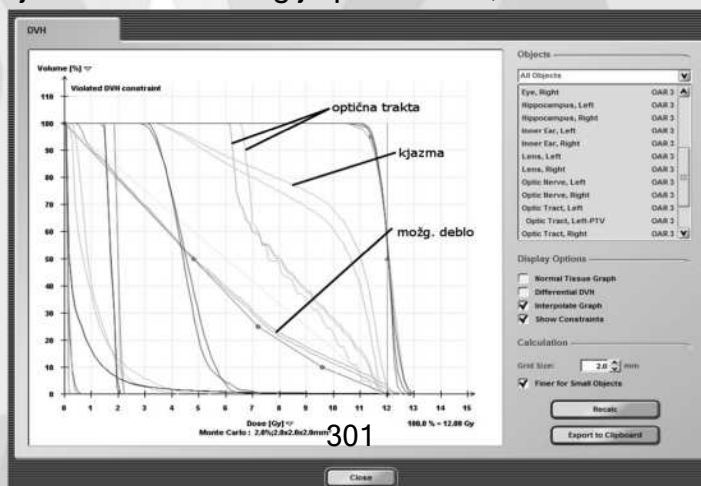 DVH
Volume [%]
Violated DVH constraint
110
100
90
80
70
60
50
40
30
20
10
0
0 1 2 3 4 5 6 7 8 9 10 11 12 13 14 15
optična trakta
kjazma
možg. deblo
Dose [Gy]
100,0 % = 12,00 Gy
Monte Carlo : 2.0%;2.0x2.0x2.0mm³
301
Objects
All Objects
Eye, Right OAR 3
Hippocampus, Left OAR 3
Hippocampus, Right OAR 3
Inner Ear, Left OAR 3
Inner Ear, Right OAR 3
Lens, Left OAR 3
Lens, Right OAR 3
Optic Nerve, Left OAR 3
Optic Nerve, Right OAR 3
Optic Tract, Left OAR 3
Optic Tract, Left-PTV OAR 3
Optic Tract, Right OAR 3
Display Options
Normal Tissue Graph
Differential DVH
Interpolate Graph
Show Constraints
Calculation
Grid Size: 2.0 mm
Finer for Small Objects
Recalc
Export to Clipboard
Close